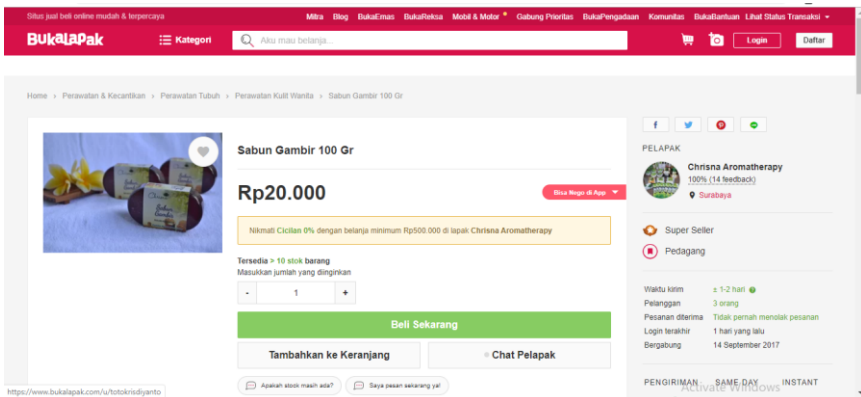 Situs jual beli online mudah & terpercaya
Mitra Blog BukaEmas BukaReksa Mobil & Motor Gabung Prioritas BukaPengadaan Komunitas BukaBantuan Lihat Status Transaksi
BukaLapak
Kategori
Aku mau belanja...
Login
Daftar
Home › Perawatan & Kecantikan › Perawatan Tubuh › Perawatan Kulit Wanita › Sabun Gambir 100 Gr
Sabun Gambir 100 Gr
Rp20.000
Bisa Nego di App
Nikmati Cicilan 0% dengan belanja minimum Rp500.000 di lapak Chrisna Aromatherapy
Tersedia > 10 stok barang
Masukkan jumlah yang diinginkan
- 1 +
Beli Sekarang
Tambahkan ke Keranjang
Chat Pelapak
Apakah stock masih ada?
Saya pesan sekarang ya!
PELAPAK
Chrisna Aromatherapy
100% (14 feedback)
Surabaya
Super Seller
Pedagang
Waktu kirim ± 1-2 hari
Pelanggan 3 orang
Pesanan diterima Tidak pernah menolak pesanan
Login terakhir 1 hari yang lalu
Bergabung 14 September 2017
PENGIRIMAN SAME DAY INSTANT
Activate Windows
https://www.bukalapak.com/u/totokrisdiyanto